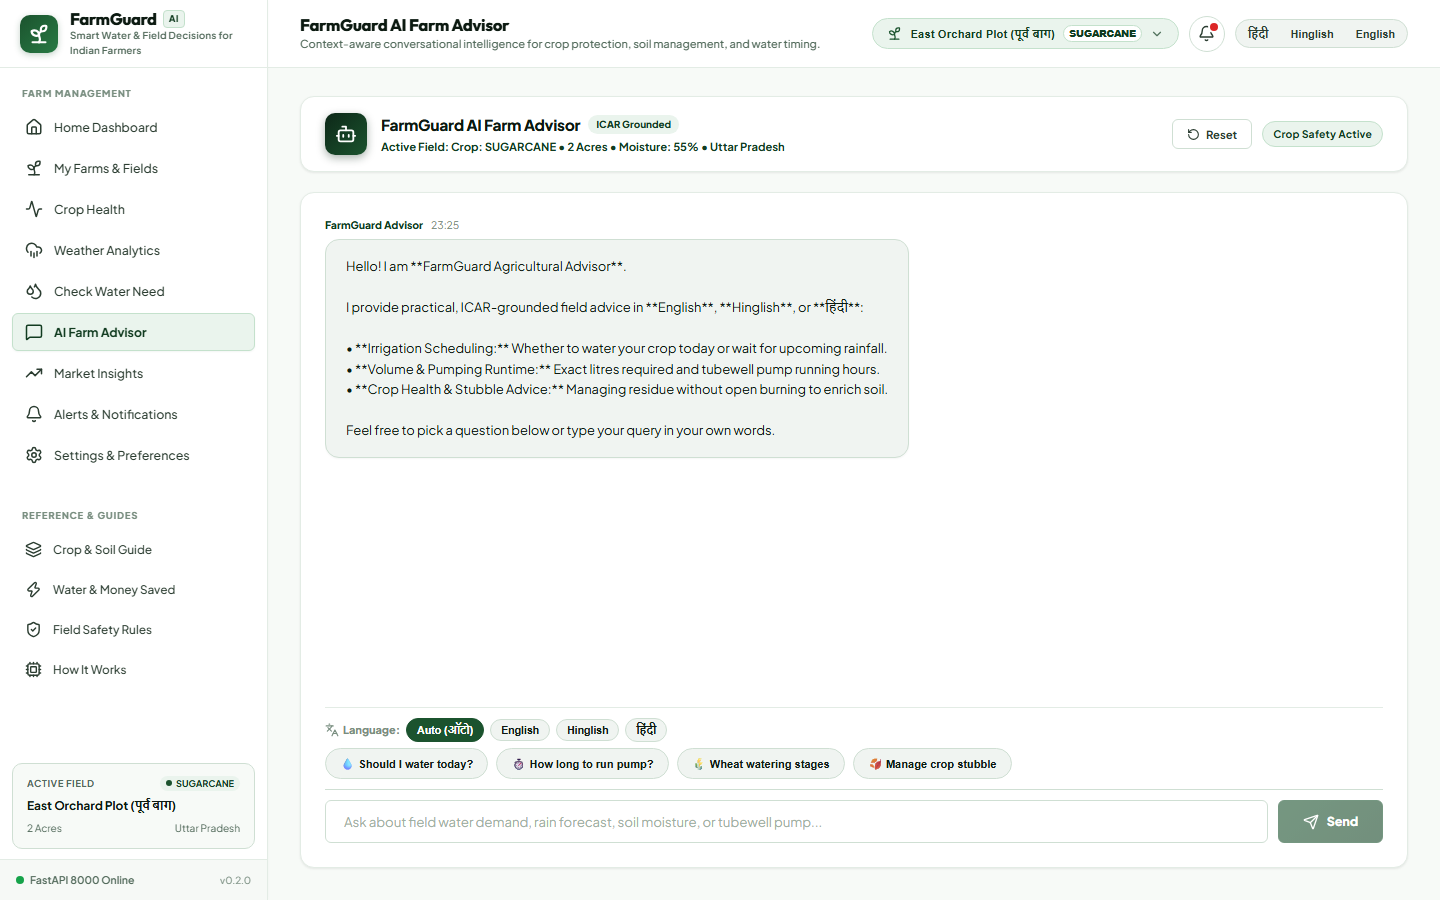 FarmGuard AI
Smart Water & Field Decisions for
Indian Farmers
FARM MANAGEMENT
Home Dashboard
My Farms & Fields
Crop Health
Weather Analytics
Check Water Need
AI Farm Advisor
Market Insights
Alerts & Notifications
Settings & Preferences
REFERENCE & GUIDES
Crop & Soil Guide
Water & Money Saved
Field Safety Rules
How It Works
ACTIVE FIELD SUGARCANE
East Orchard Plot (पूर्व बाग)
2 Acres Uttar Pradesh
FastAPI 8000 Online v0.2.0
FarmGuard AI Farm Advisor
Context-aware conversational intelligence for crop protection, soil management, and water timing.
East Orchard Plot (पूर्व बाग) SUGARCANE
हिंदी Hinglish English
FarmGuard AI Farm Advisor ICAR Grounded
Active Field: Crop: SUGARCANE • 2 Acres • Moisture: 55% • Uttar Pradesh
Reset
Crop Safety Active
FarmGuard Advisor 23:25
Hello! I am **FarmGuard Agricultural Advisor**.
I provide practical, ICAR-grounded field advice in **English**, **Hinglish**, or **हिंदी**:
• **Irrigation Scheduling:** Whether to water your crop today or wait for upcoming rainfall.
• **Volume & Pumping Runtime:** Exact litres required and tubewell pump running hours.
• **Crop Health & Stubble Advice:** Managing residue without open burning to enrich soil.
Feel free to pick a question below or type your query in your own words.
Language: Auto (ऑटो) English Hinglish हिंदी
💧 Should I water today? ⏱️ How long to run pump? 🌾 Wheat watering stages 🍂 Manage crop stubble
Ask about field water demand, rain forecast, soil moisture, or tubewell pump...
Send